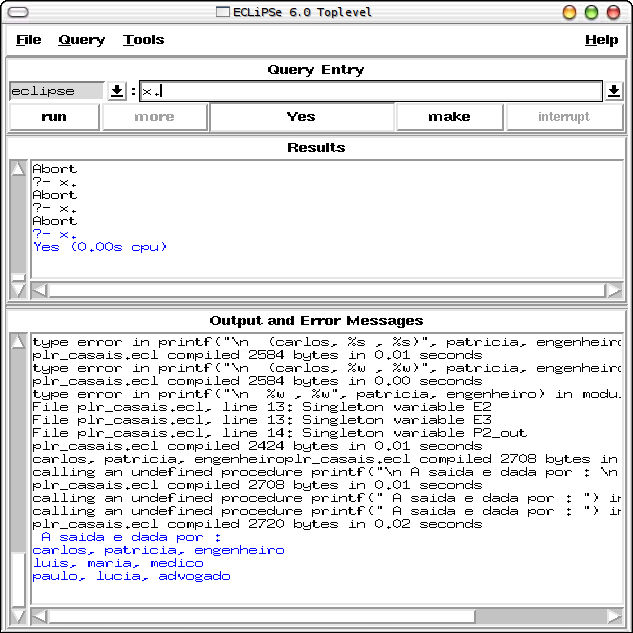 ECLiPSe 6.0 Toplevel
File Query Tools Help
Query Entry
eclipse : x.
run more Yes make interrupt
Results
Abort
?- x.
Abort
?- x.
Abort
?- x.
Yes (0.00s cpu)
Output and Error Messages
type error in printf("\n  (carlos, %s , %s)", patricia, engenheiro
plr_casais.ecl compiled 2584 bytes in 0.01 seconds
type error in printf("\n  (carlos, %w , %w)", patricia, engenheiro
plr_casais.ecl compiled 2584 bytes in 0.00 seconds
type error in printf("\n  %w , %w", patricia, engenheiro) in modu
File plr_casais.ecl, line 13: Singleton variable E2
File plr_casais.ecl, line 13: Singleton variable E3
File plr_casais.ecl, line 14: Singleton variable P2_out
plr_casais.ecl compiled 2424 bytes in 0.01 seconds
carlos, patricia, engenheiroplr_casais.ecl compiled 2708 bytes in
calling an undefined procedure printf("\n A saida e dada por : \n
plr_casais.ecl compiled 2708 bytes in 0.01 seconds
calling an undefined procedure printf(" A saida e dada por : ") in
calling an undefined procedure printf(" A saida e dada por : ") in
plr_casais.ecl compiled 2720 bytes in 0.02 seconds
 A saida e dada por :
carlos, patricia, engenheiro
luis, maria, medico
paulo, lucia, advogado